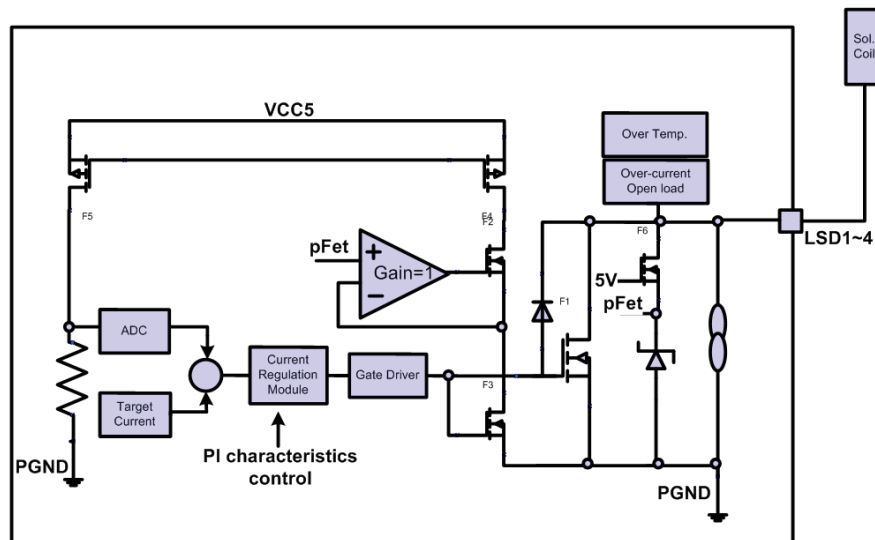 Sol.
Coil
VCC5
Over Temp.
Over-current
Open load
F5
F4
F2
F6
LSD1~4
pFet
+
Gain=1
−
5V
pFet
F1
ADC
Current
Regulation
Module
Gate Driver
F3
Target
Current
PI characteristics
control
PGND
PGND